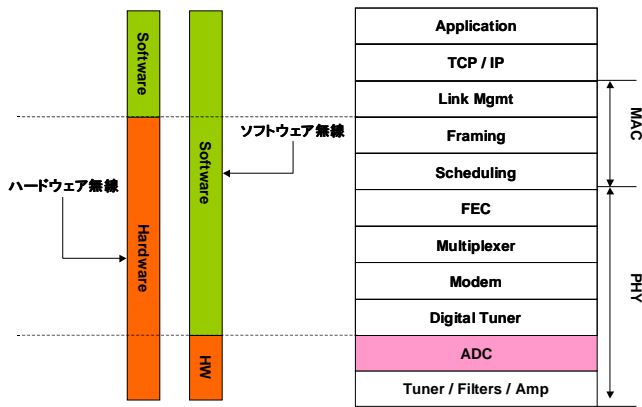 Software
Hardware
Software
HW
ハードウェア無線
ソフトウェア無線
Application
TCP / IP
Link Mgmt
Framing
Scheduling
FEC
Multiplexer
Modem
Digital Tuner
ADC
Tuner / Filters / Amp
MAC
PHY